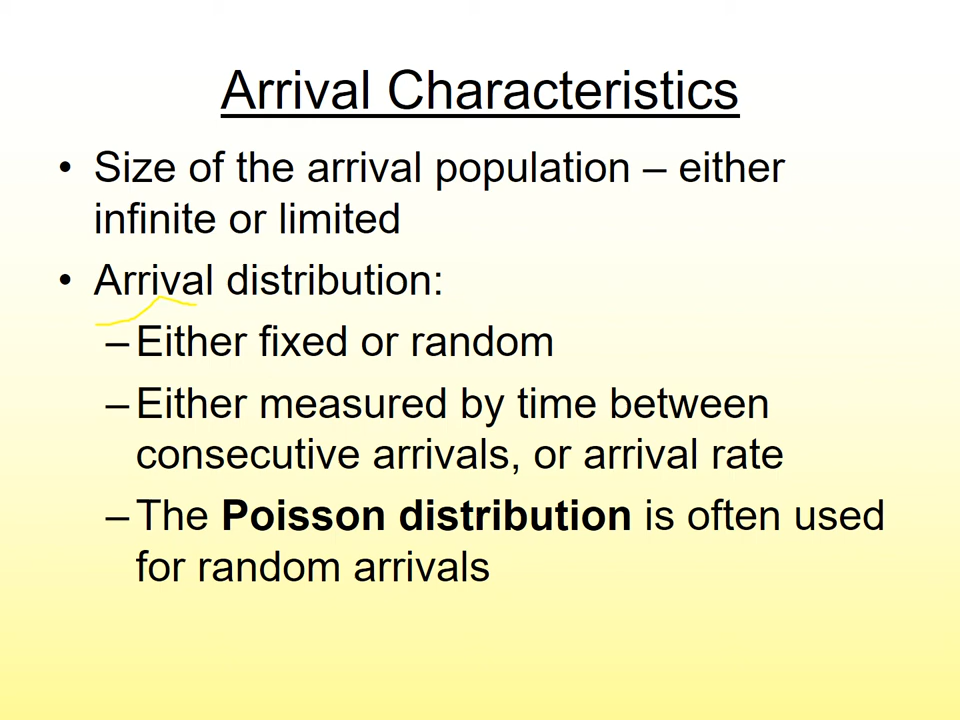 Arrival Characteristics
• Size of the arrival population – either
infinite or limited
• Arrival distribution:
– Either fixed or random
– Either measured by time between
consecutive arrivals, or arrival rate
– The Poisson distribution is often used
for random arrivals